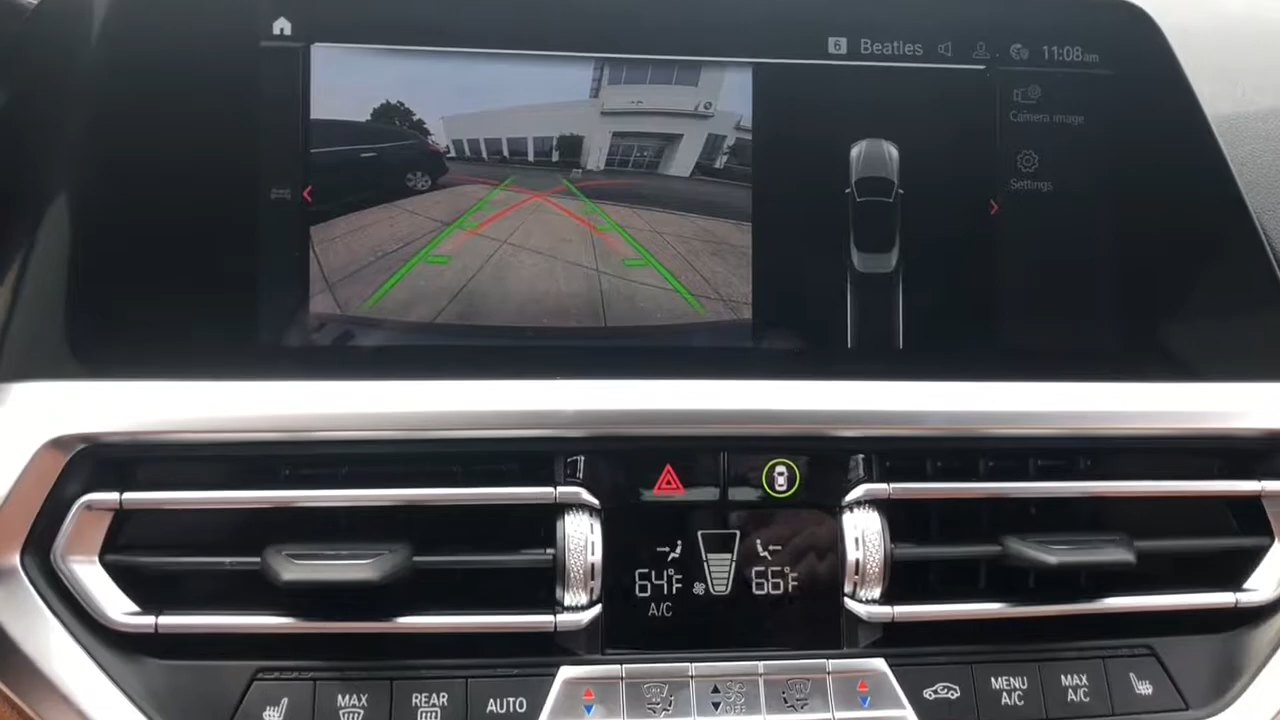 6 Beatles 11:08am
Camera image
Settings
64°F 66°F
A/C
MAX
REAR
AUTO
OFF
MENU
A/C
MAX
A/C